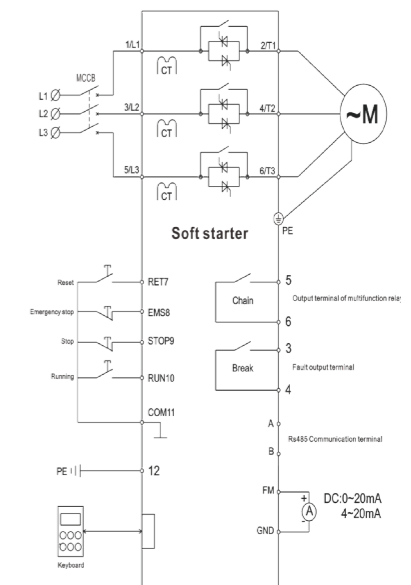 1/L1
2/T1
MCCB
CT
L1
L2
L3
3/L2
4/T2
CT
~M
5/L3
6/T3
CT
PE
Soft starter
Reset
RET7
5
Chain
Output terminal of multifunction relay
Emergency stop
EMS8
6
Stop
STOP9
3
Break
Fault output terminal
Running
RUN10
4
COM11
A
Rs485 Communication terminal
B
PE
12
FM
+
A
-
DC:0~20mA
4~20mA
GND
Keyboard